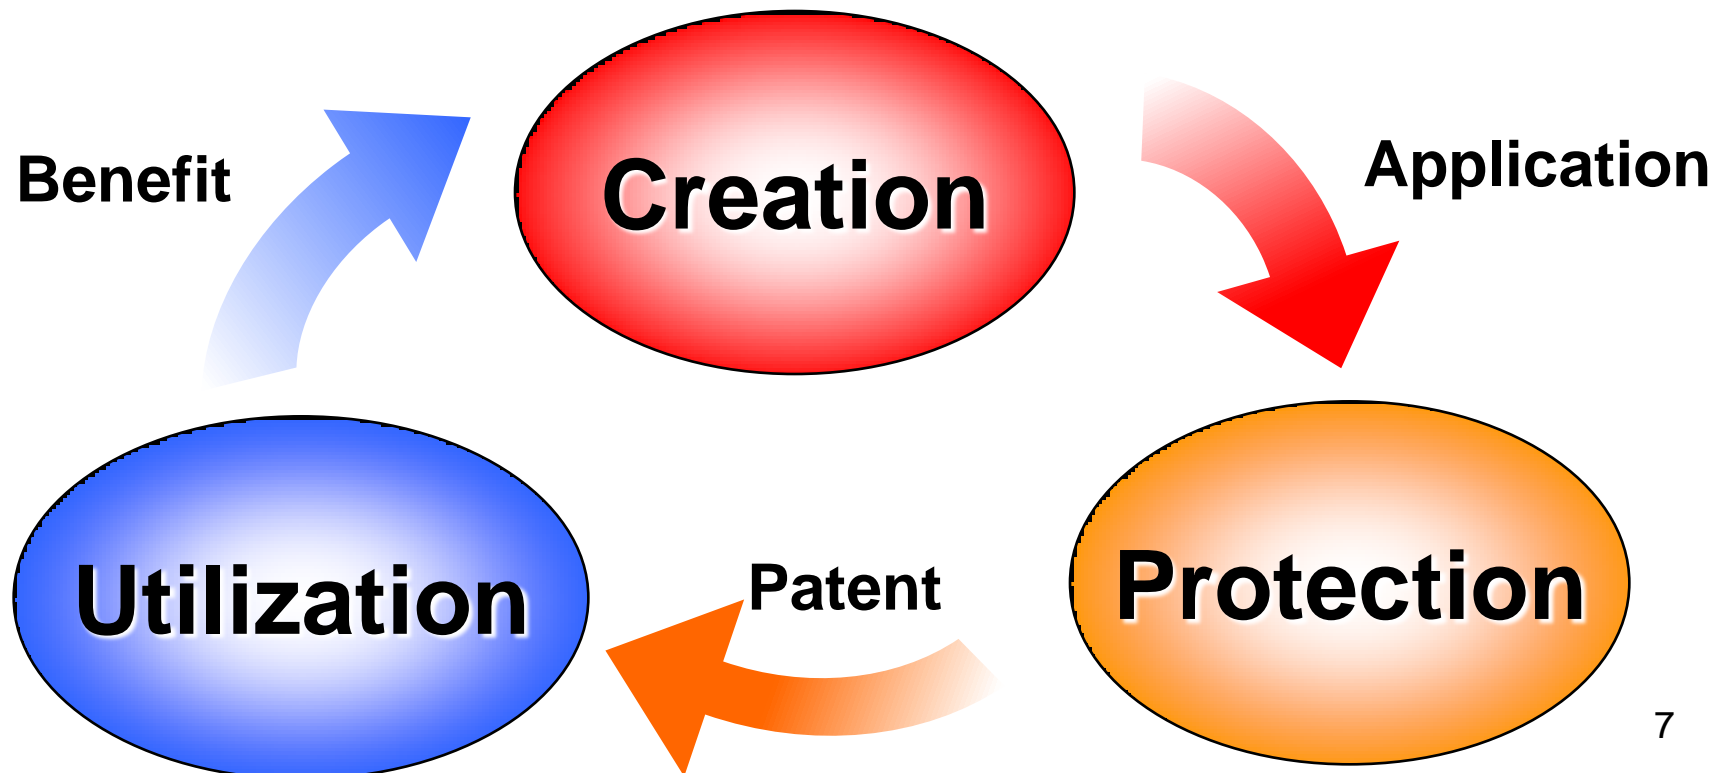 Creation
Application
Benefit
Protection
Patent
Utilization
7